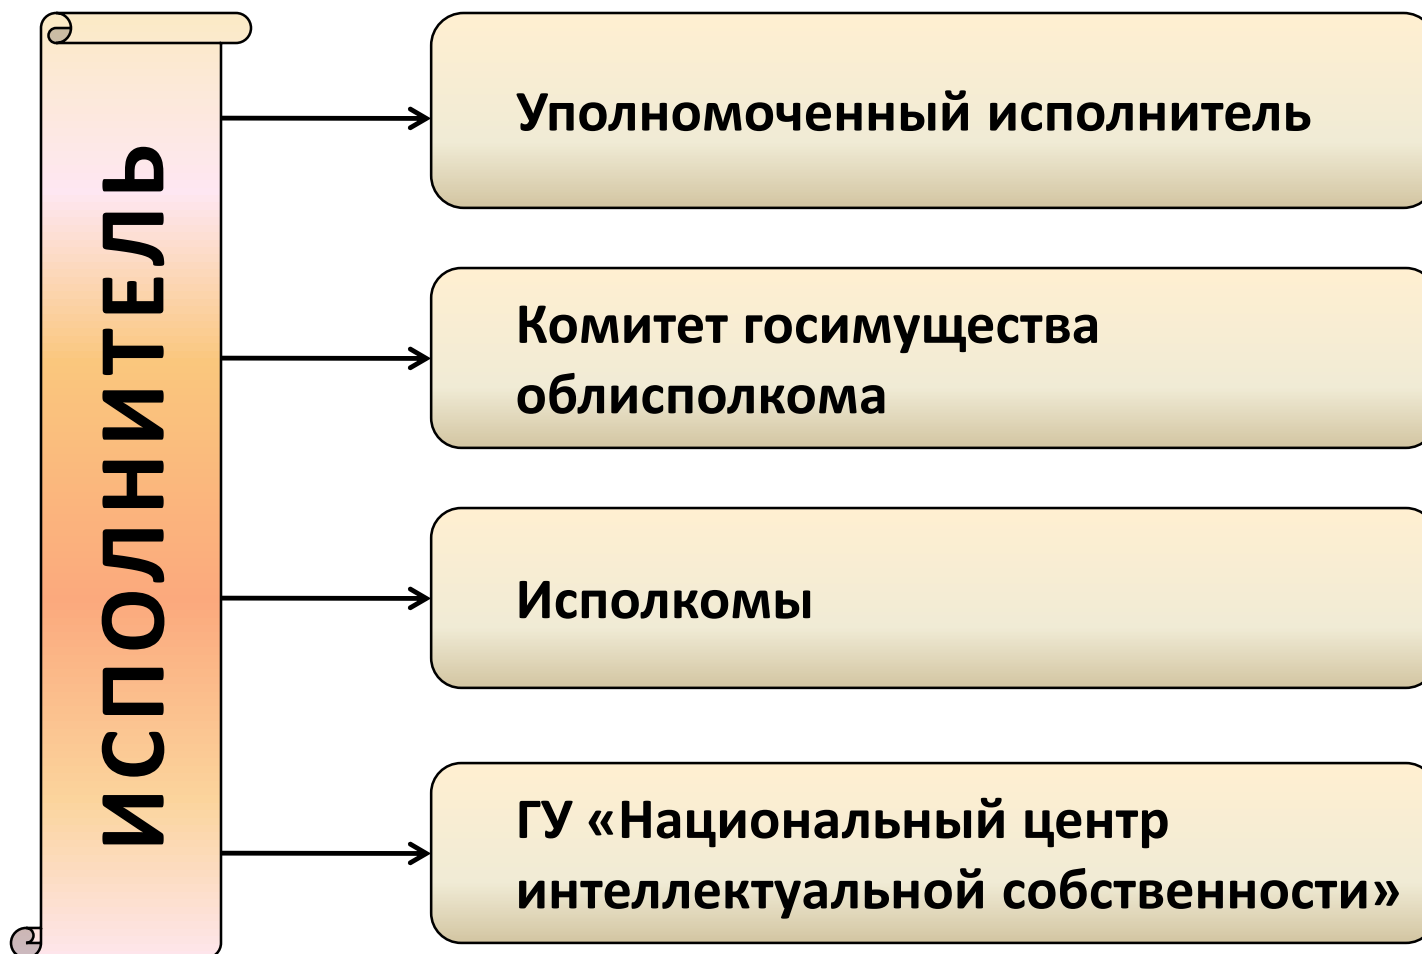 ИСПОЛНИТЕЛЬ
Уполномоченный исполнитель
Комитет госимущества
облисполкома
Исполкомы
ГУ «Национальный центр
интеллектуальной собственности»